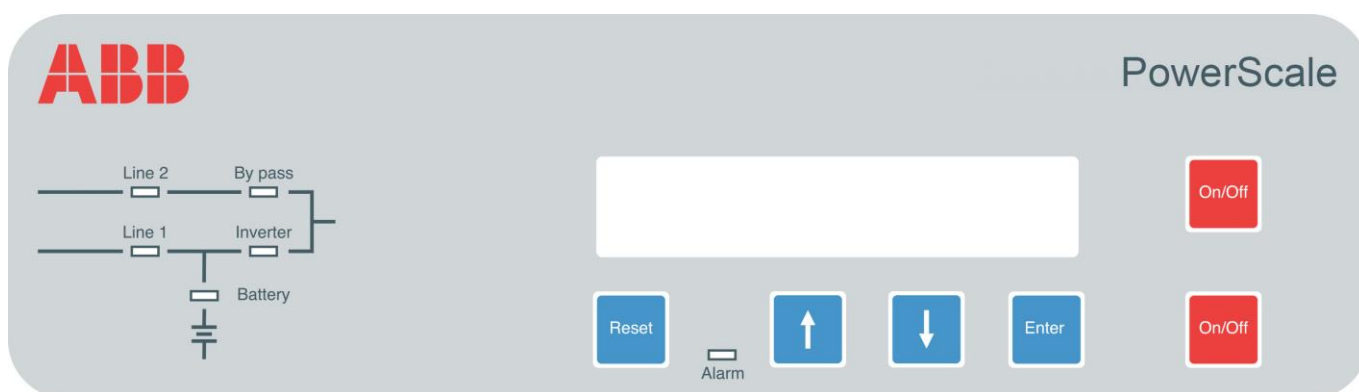 ABB
PowerScale
Line 2
By pass
Line 1
Inverter
Battery
On/Off
Reset
Alarm
Enter
On/Off